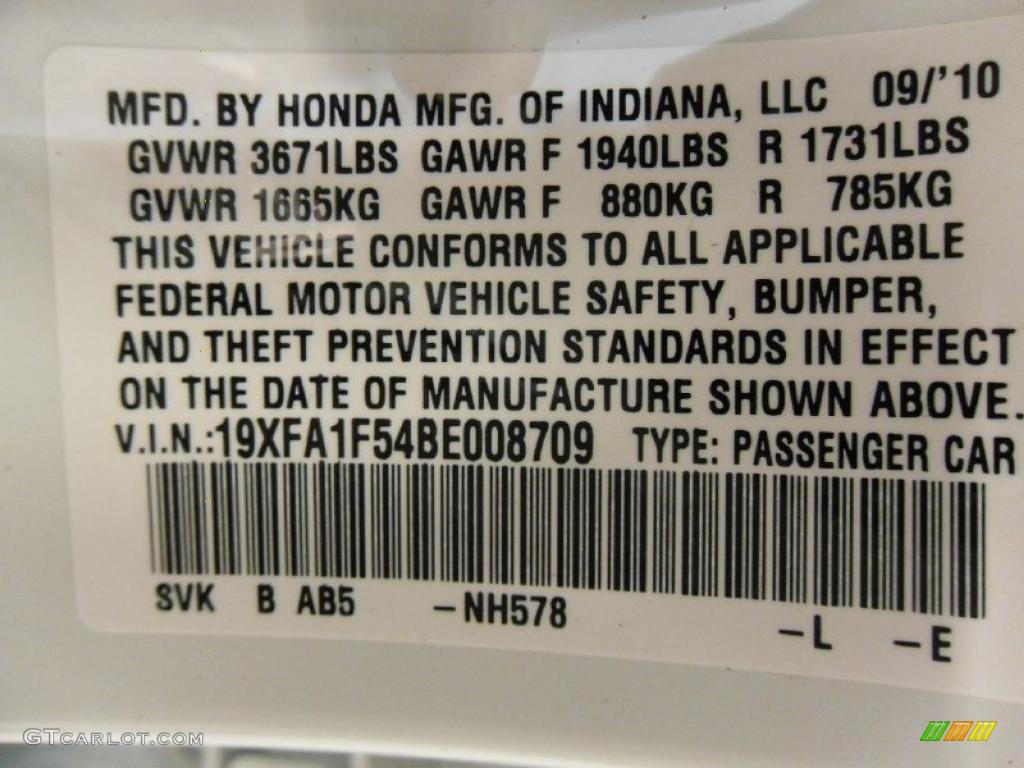 MFD. BY HONDA MFG. OF INDIANA, LLC 09/'10
GVWR 3671LBS GAWR F 1940LBS R 1731LBS
GVWR 1665KG GAWR F 880KG R 785KG
THIS VEHICLE CONFORMS TO ALL APPLICABLE
FEDERAL MOTOR VEHICLE SAFETY, BUMPER,
AND THEFT PREVENTION STANDARDS IN EFFECT
ON THE DATE OF MANUFACTURE SHOWN ABOVE.
V.I.N.:19XFA1F54BE008709 TYPE: PASSENGER CAR
SVK B AB5 -NH578 -L -E
GTCARLOT.COM